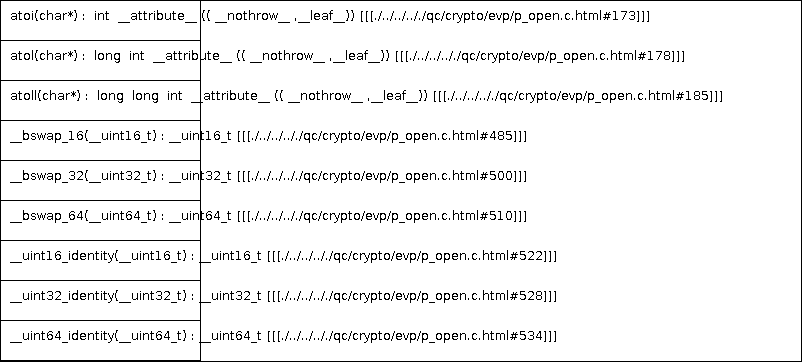 atoi(char*) : int __attribute__ (( __nothrow__ ,__leaf__)) [[[./../../../qc/crypto/evp/p_open.c.html#173]]]
atol(char*) : long int __attribute__ (( __nothrow__ ,__leaf__)) [[[./../../../qc/crypto/evp/p_open.c.html#178]]]
atoll(char*) : long long int __attribute__ (( __nothrow__ ,__leaf__)) [[[./../../../qc/crypto/evp/p_open.c.html#185]]]
__bswap_16(__uint16_t) : __uint16_t [[[./../../../qc/crypto/evp/p_open.c.html#485]]]
__bswap_32(__uint32_t) : __uint32_t [[[./../../../qc/crypto/evp/p_open.c.html#500]]]
__bswap_64(__uint64_t) : __uint64_t [[[./../../../qc/crypto/evp/p_open.c.html#510]]]
__uint16_identity(__uint16_t) : __uint16_t [[[./../../../qc/crypto/evp/p_open.c.html#522]]]
__uint32_identity(__uint32_t) : __uint32_t [[[./../../../qc/crypto/evp/p_open.c.html#528]]]
__uint64_identity(__uint64_t) : __uint64_t [[[./../../../qc/crypto/evp/p_open.c.html#534]]]